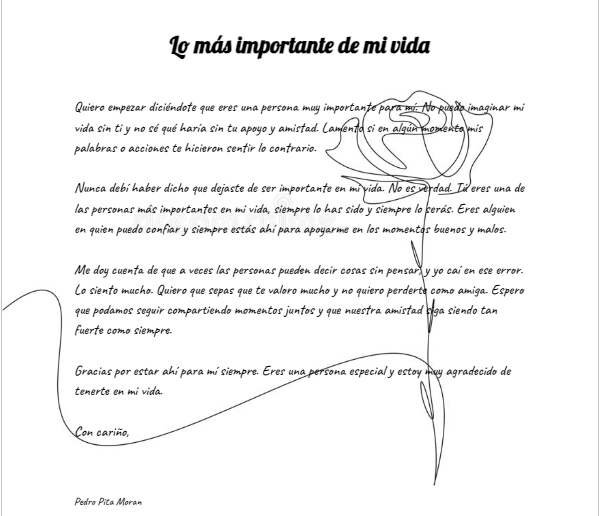 Lo más importante de mi vida
Quiero empezar diciéndote que eres una persona muy importante para mí. No puedo imaginar mi
vida sin ti y no sé qué haría sin tu apoyo y amistad. Lamento si en algún momento mis
palabras o acciones te hicieron sentir lo contrario.
Nunca debí haber dicho que dejaste de ser importante en mi vida. No es verdad. Tú eres una de
las personas más importantes en mi vida, siempre lo has sido y siempre lo serás. Eres alguien
en quien puedo confiar y siempre estás ahí para apoyarme en los momentos buenos y malos.
Me doy cuenta de que a veces las personas pueden decir cosas sin pensar, y yo caí en ese error.
Lo siento mucho. Quiero que sepas que te valoro mucho y no quiero perderte como amiga. Espero
que podamos seguir compartiendo momentos juntos y que nuestra amistad siga siendo tan
fuerte como siempre.
Gracias por estar ahí para mí siempre. Eres una persona especial y estoy muy agradecido de
tenerte en mi vida.
Con cariño,
Pedro Pita Moran